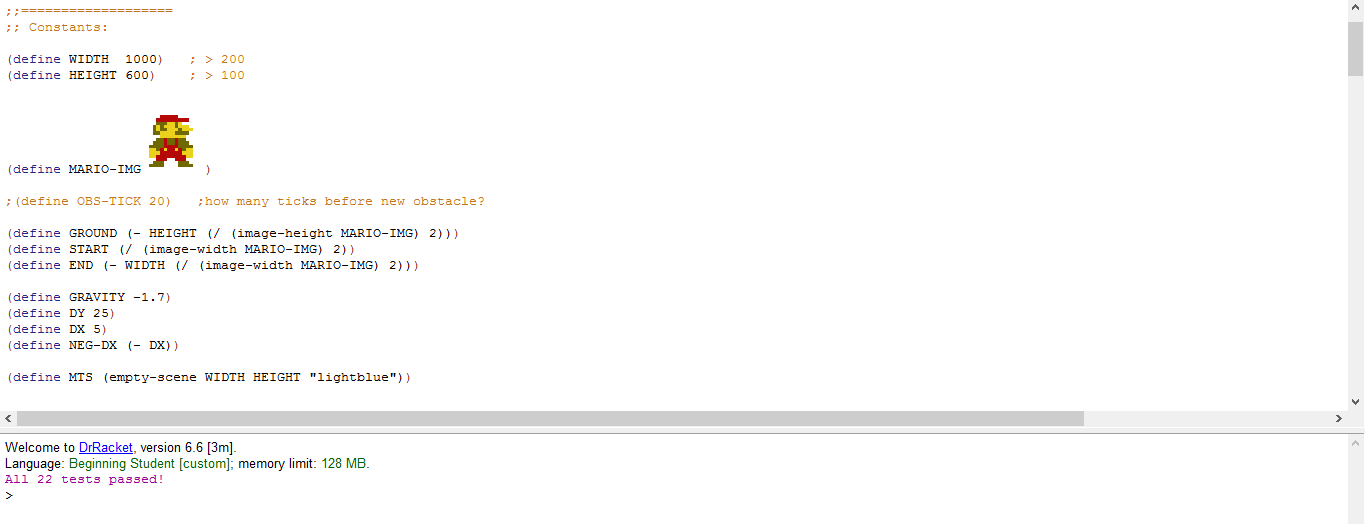 ;;===================
;; Constants:
(define WIDTH  1000)   ; > 200
(define HEIGHT 600)    ; > 100
(define MARIO-IMG )
;(define OBS-TICK 20)   ;how many ticks before new obstacle?
(define GROUND (- HEIGHT (/ (image-height MARIO-IMG) 2)))
(define START (/ (image-width MARIO-IMG) 2))
(define END (- WIDTH (/ (image-width MARIO-IMG) 2)))
(define GRAVITY -1.7)
(define DY 25)
(define DX 5)
(define NEG-DX (- DX))
(define MTS (empty-scene WIDTH HEIGHT "lightblue"))
Welcome to DrRacket, version 6.6 [3m].
Language: Beginning Student [custom]; memory limit: 128 MB.
All 22 tests passed!
>